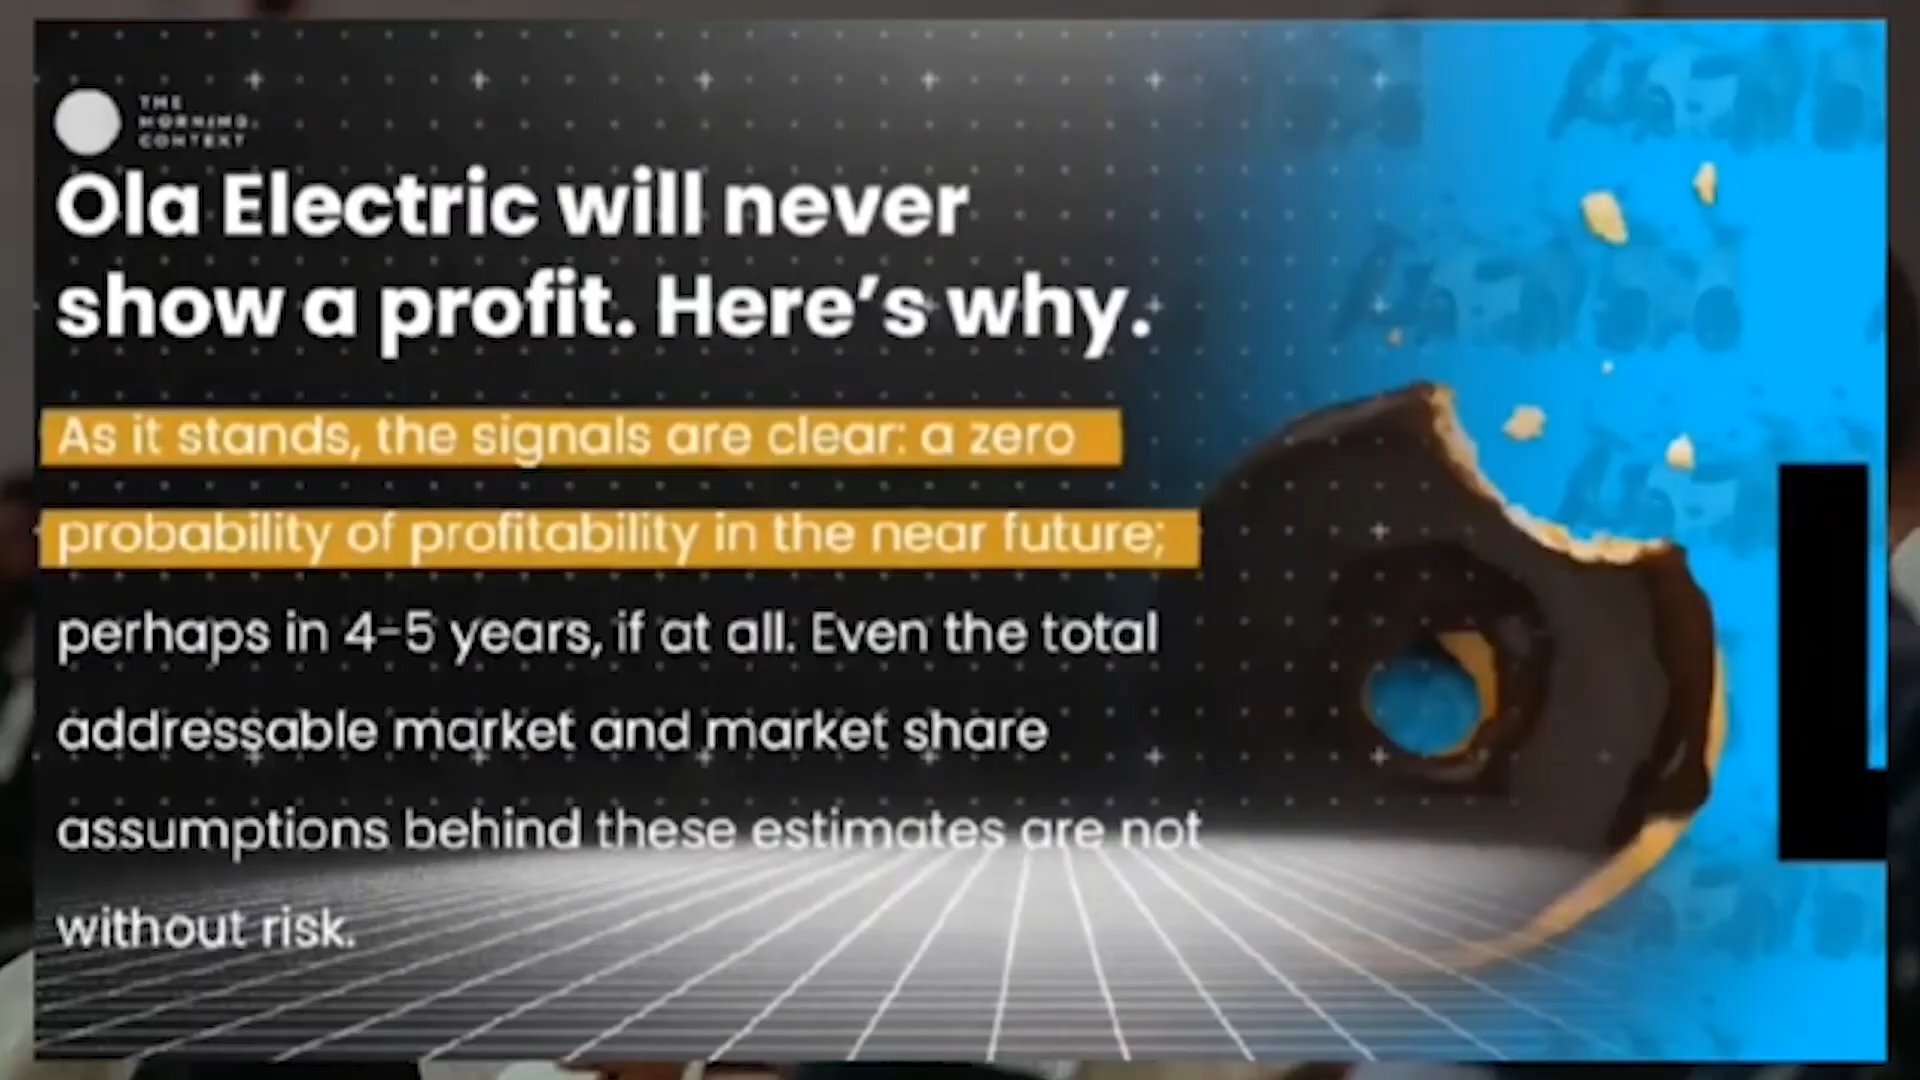 THE
MORNING
CONTEXT
Ola Electric will never
show a profit. Here's why.
As it stands, the signals are clear: a zero
probability of profitability in the near future;
perhaps in 4-5 years, if at all. Even the total
addressable market and market share
assumptions behind these estimates are not
without risk.